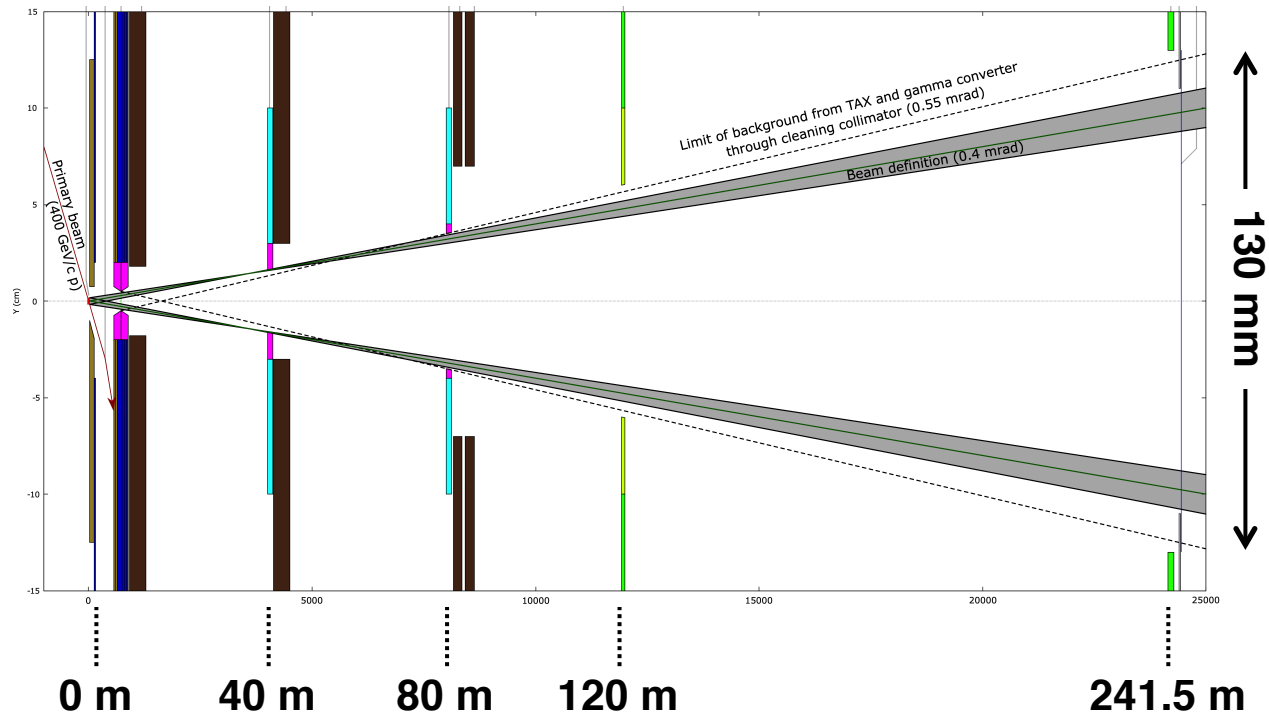 15
10
5
0
-5
-10
-15
Y (cm)
Primary beam
(400 GeV/c p)
Limit of background from TAX and gamma converter
through cleaning collimator (0.55 mrad)
Beam definition (0.4 mrad)
130 mm
0
5000
10000
15000
20000
25000
0 m
40 m
80 m
120 m
241.5 m